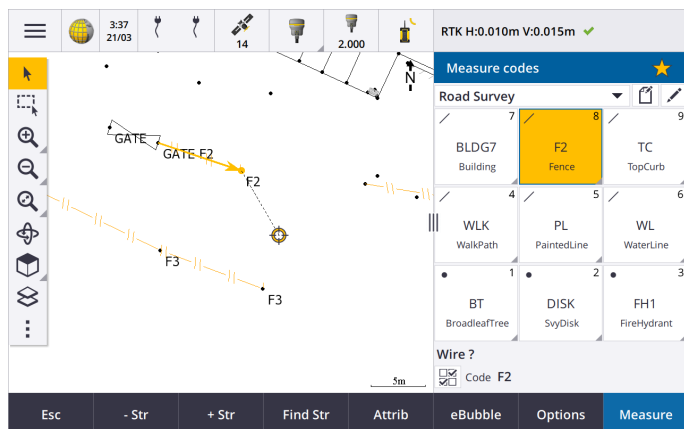 3:37
21/03
14
2.000
RTK H:0.010m V:0.015m
Measure codes
Road Survey
N
GATE
GATE F2
F2
F3
F3
5m
7
BLDG7
Building
8
F2
Fence
9
TC
TopCurb
4
WLK
WalkPath
5
PL
PaintedLine
6
WL
WaterLine
1
BT
BroadleafTree
2
DISK
SvyDisk
3
FH1
FireHydrant
Wire ?
Code F2
Esc
- Str
+ Str
Find Str
Attrib
eBubble
Options
Measure